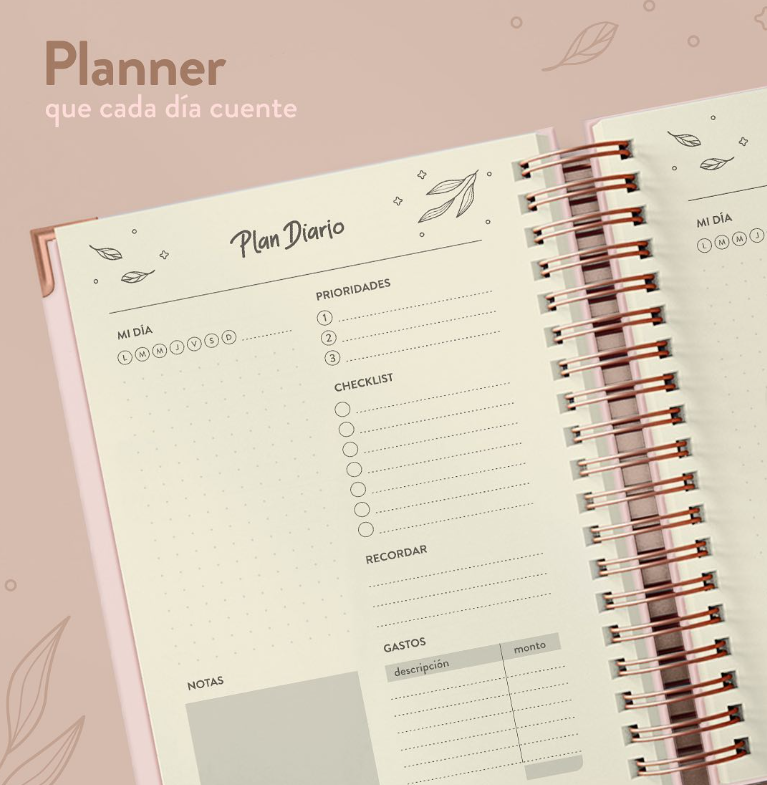 Planner
que cada día cuente
Plan Diario
MI DÍA
L M M J V S D
PRIORIDADES
1
2
3
CHECKLIST
RECORDAR
GASTOS
descripción monto
NOTAS
MI DÍA
L M M J